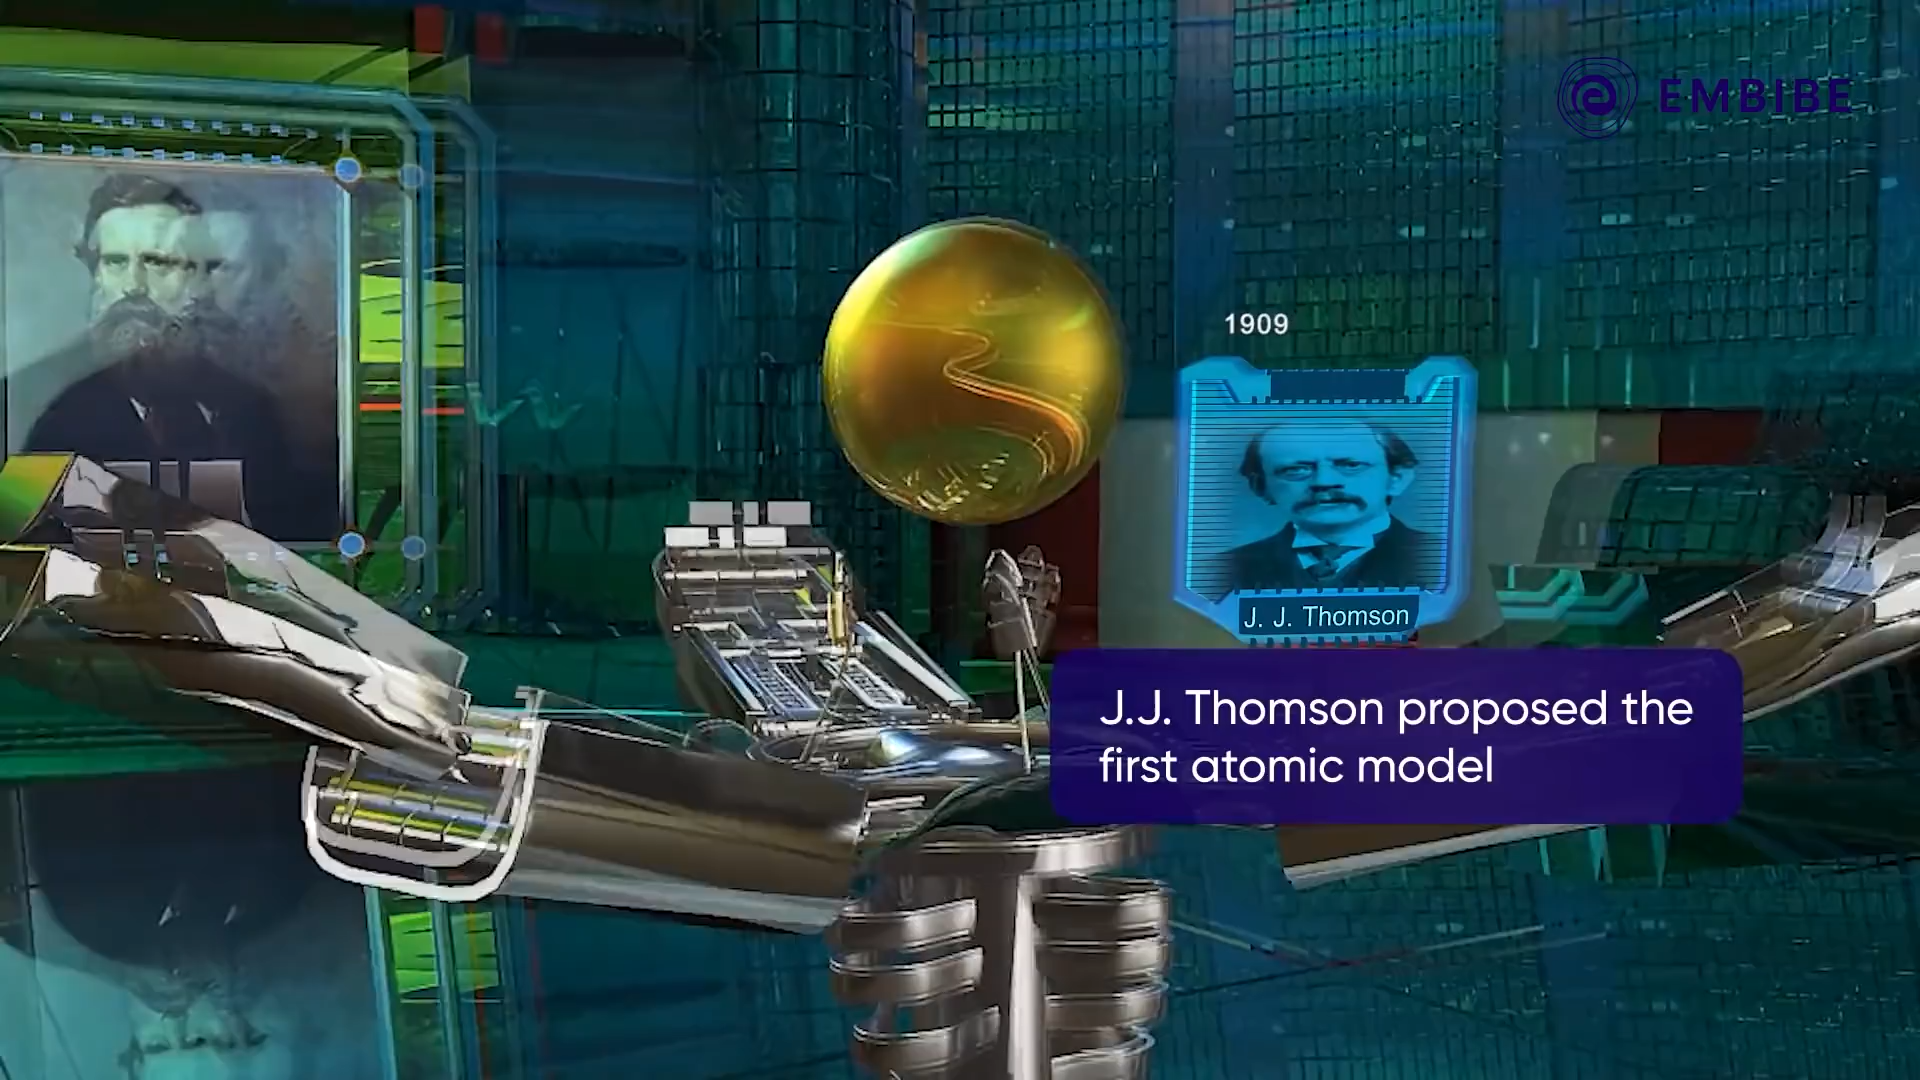 EMBIBE
1909
J. J. Thomson
J.J. Thomson proposed the
first atomic model